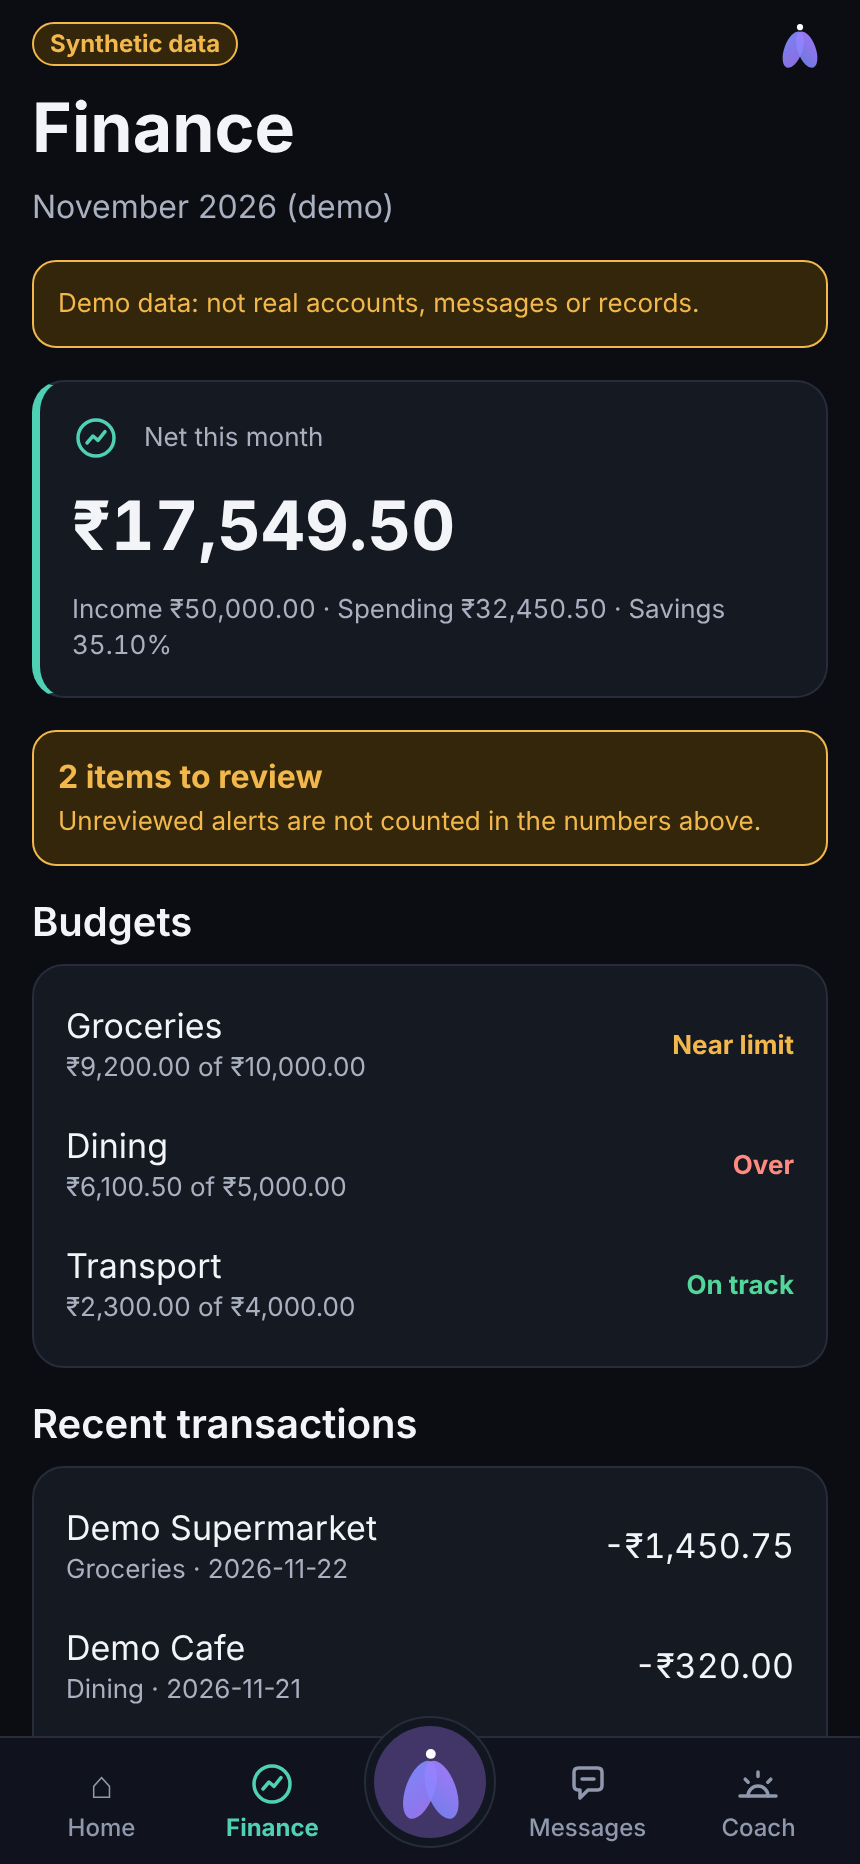 Synthetic data
Finance
November 2026 (demo)
Demo data: not real accounts, messages or records.
Net this month
₹17,549.50
Income ₹50,000.00 · Spending ₹32,450.50 · Savings
35.10%
2 items to review
Unreviewed alerts are not counted in the numbers above.
Budgets
Groceries
₹9,200.00 of ₹10,000.00
Near limit
Dining
₹6,100.50 of ₹5,000.00
Over
Transport
₹2,300.00 of ₹4,000.00
On track
Recent transactions
Demo Supermarket
Groceries · 2026-11-22
-₹1,450.75
Demo Cafe
Dining · 2026-11-21
-₹320.00
Home
Finance
Messages
Coach